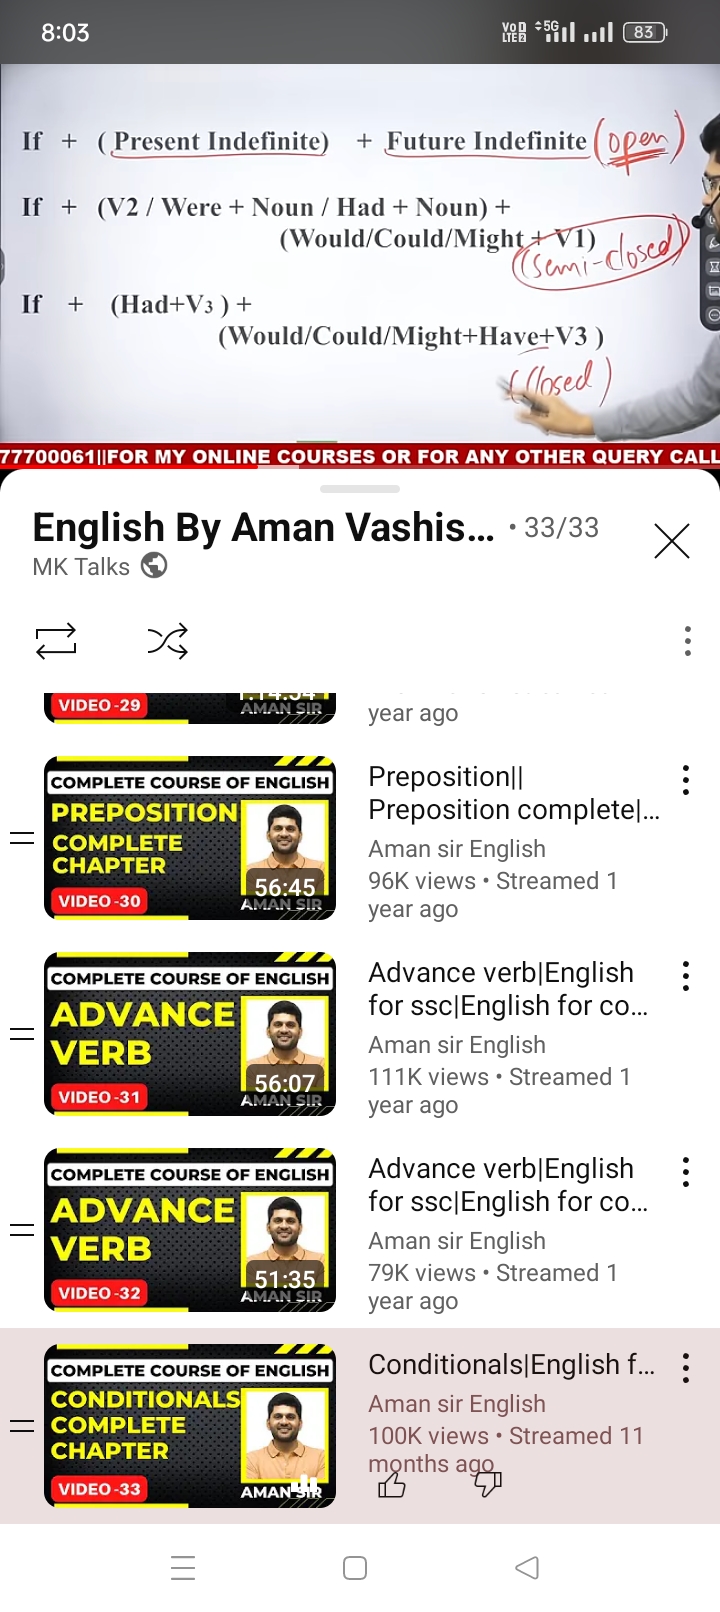 8:03
VoD LTE2 5G 83
If + ( Present Indefinite) + Future Indefinite (open)
If + (V2 / Were + Noun / Had + Noun) +
(Would/Could/Might + V1)
(Semi-closed)
If + (Had+V3 ) +
(Would/Could/Might+Have+V3 )
(Closed)
77700061||FOR MY ONLINE COURSES OR FOR ANY OTHER QUERY CALL
English By Aman Vashis... • 33/33
MK Talks
VIDEO -29
1:14:54
AMAN SIR
year ago
COMPLETE COURSE OF ENGLISH
PREPOSITION
COMPLETE
CHAPTER
56:45
VIDEO -30
AMAN SIR
Preposition||
Preposition complete|...
Aman sir English
96K views • Streamed 1
year ago
COMPLETE COURSE OF ENGLISH
ADVANCE
VERB
56:07
VIDEO -31
AMAN SIR
Advance verb|English
for ssc|English for co...
Aman sir English
111K views • Streamed 1
year ago
COMPLETE COURSE OF ENGLISH
ADVANCE
VERB
51:35
VIDEO -32
AMAN SIR
Advance verb|English
for ssc|English for co...
Aman sir English
79K views • Streamed 1
year ago
COMPLETE COURSE OF ENGLISH
CONDITIONALS
COMPLETE
CHAPTER
VIDEO -33
AMAN SIR
Conditionals|English f...
Aman sir English
100K views • Streamed 11
months ago